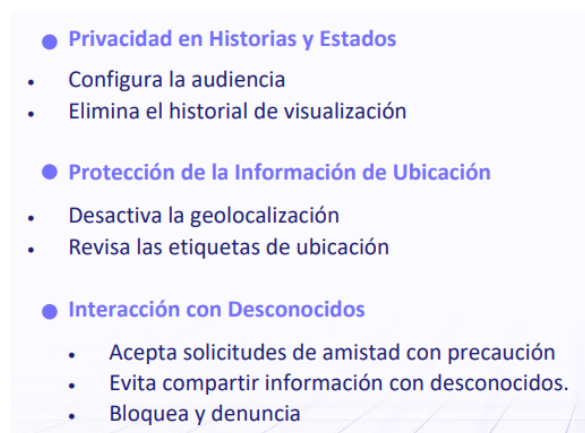 ● Privacidad en Historias y Estados
• Configura la audiencia
• Elimina el historial de visualización
● Protección de la Información de Ubicación
• Desactiva la geolocalización
• Revisa las etiquetas de ubicación
● Interacción con Desconocidos
• Acepta solicitudes de amistad con precaución
• Evita compartir información con desconocidos.
• Bloquea y denuncia